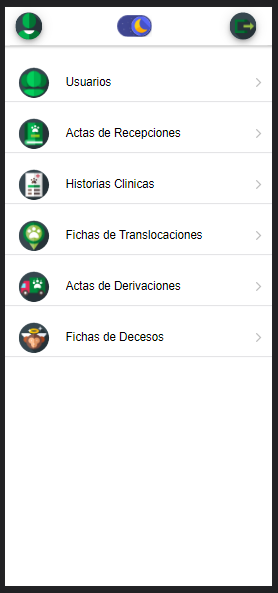 Usuarios
Actas de Recepciones
Historias Clinicas
Fichas de Translocaciones
Actas de Derivaciones
Fichas de Decesos